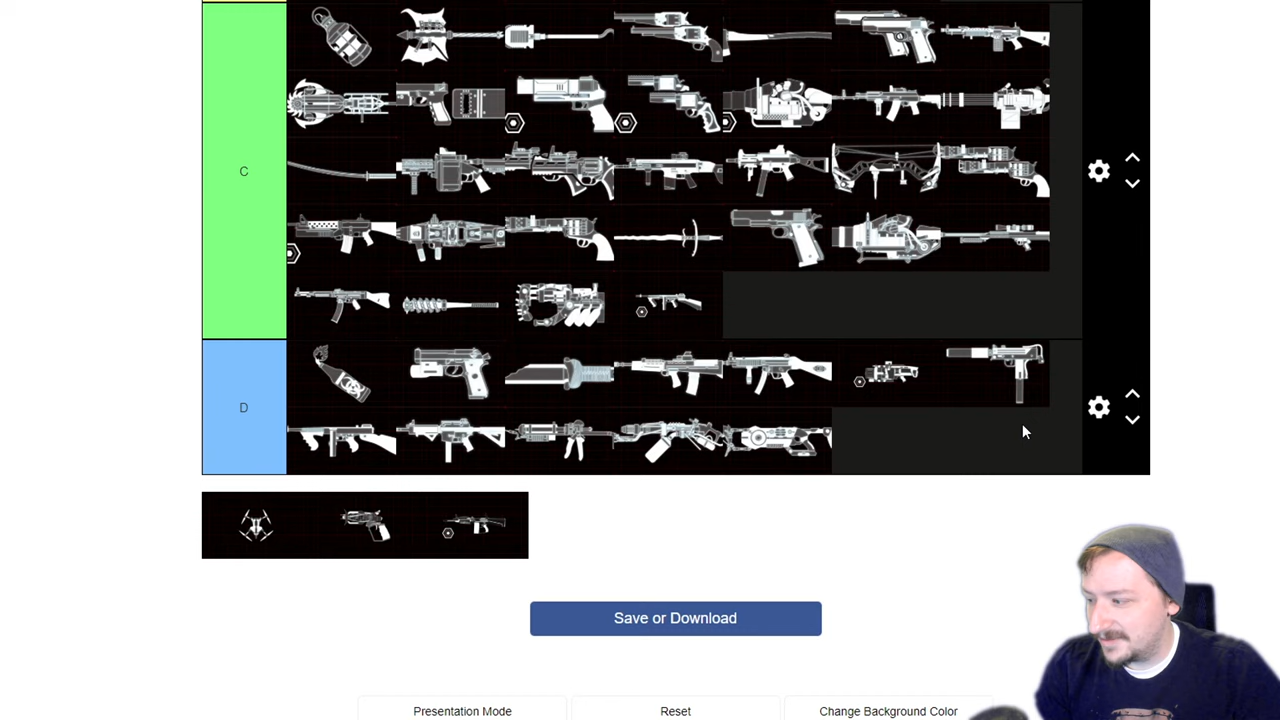 C
D
Save or Download
Presentation Mode
Reset
Change Background Color